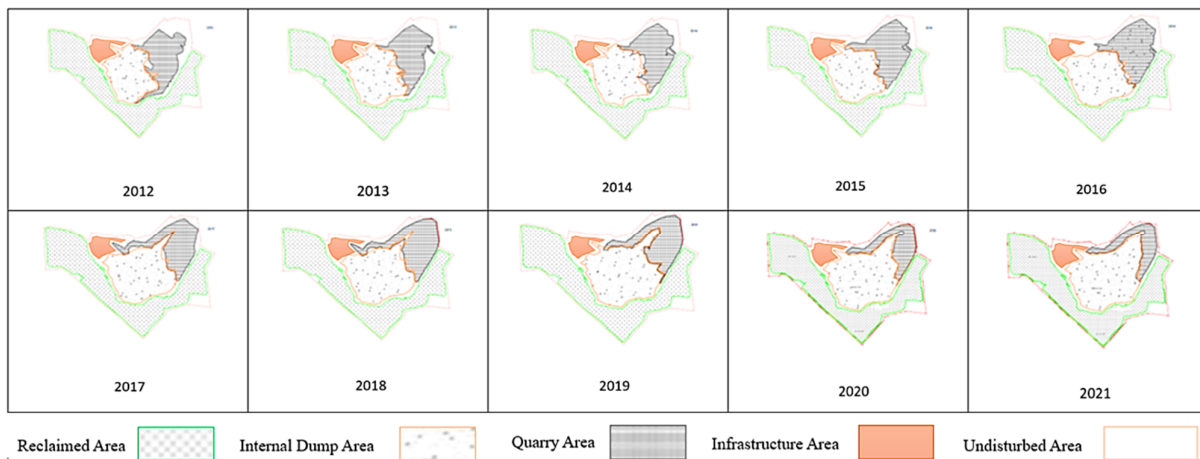 2012
2013
2014
2015
2016
2017
2018
2019
2020
2021
Reclaimed Area
Internal Dump Area
Quarry Area
Infrastructure Area
Undisturbed Area